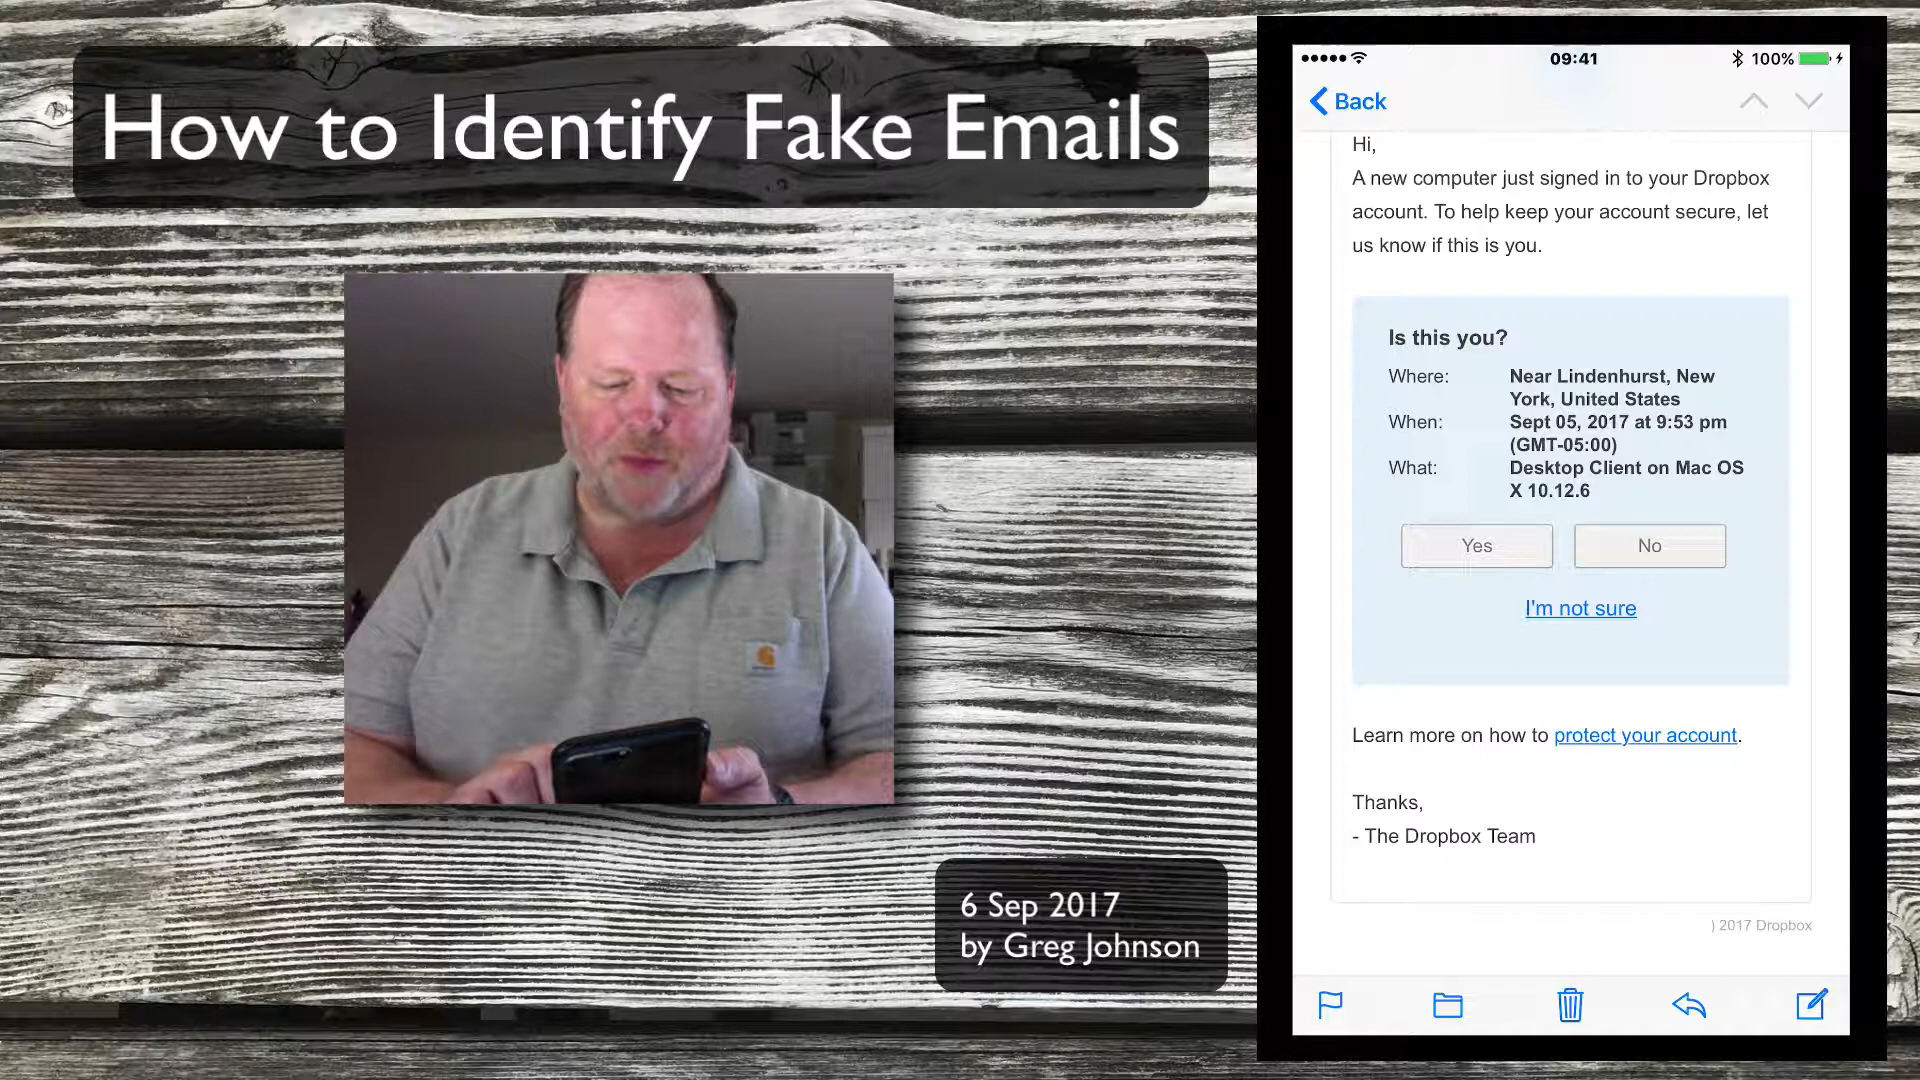 How to Identify Fake Emails
6 Sep 2017
by Greg Johnson
09:41
100%
Back
Hi,
A new computer just signed in to your Dropbox
account. To help keep your account secure, let
us know if this is you.
Is this you?
Where: Near Lindenhurst, New
York, United States
When: Sept 05, 2017 at 9:53 pm
(GMT-05:00)
What: Desktop Client on Mac OS
X 10.12.6
Yes No
I'm not sure
Learn more on how to protect your account.
Thanks,
- The Dropbox Team
) 2017 Dropbox